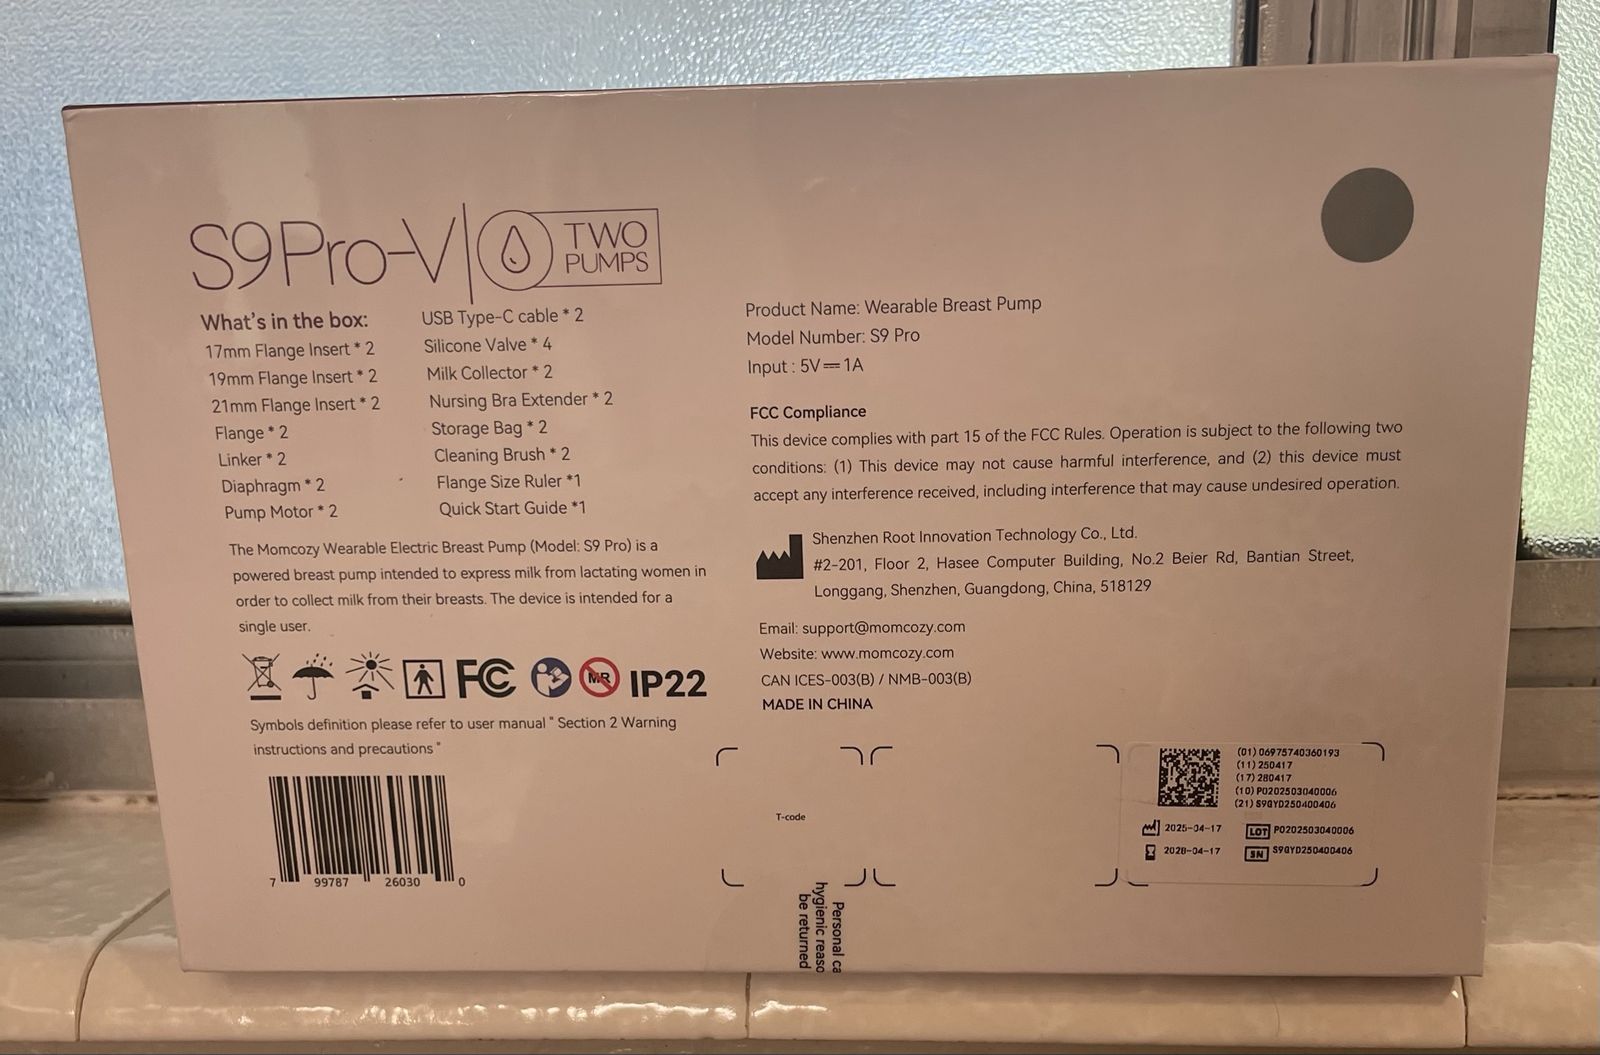 S9Pro-V
TWO
PUMPS
What's in the box:
17mm Flange Insert * 2
19mm Flange Insert * 2
21mm Flange Insert * 2
Flange * 2
Linker * 2
Diaphragm * 2
Pump Motor * 2
USB Type-C cable * 2
Silicone Valve * 4
Milk Collector * 2
Nursing Bra Extender * 2
Storage Bag * 2
Cleaning Brush * 2
Flange Size Ruler *1
Quick Start Guide *1
The Momcozy Wearable Electric Breast Pump (Model: S9 Pro) is a
powered breast pump intended to express milk from lactating women in
order to collect milk from their breasts. The device is intended for a
single user.
FC
MR
IP22
Symbols definition please refer to user manual " Section 2 Warning
instructions and precautions "
7 99787 26030 0
Product Name: Wearable Breast Pump
Model Number: S9 Pro
Input : 5V⎓1A
FCC Compliance
This device complies with part 15 of the FCC Rules. Operation is subject to the following two
conditions: (1) This device may not cause harmful interference, and (2) this device must
accept any interference received, including interference that may cause undesired operation.
Shenzhen Root Innovation Technology Co., Ltd.
#2-201, Floor 2, Hasee Computer Building, No.2 Beier Rd, Bantian Street,
Longgang, Shenzhen, Guangdong, China, 518129
Email: support@momcozy.com
Website: www.momcozy.com
CAN ICES-003(B) / NMB-003(B)
MADE IN CHINA
T-code
Personal ca
hygienic reaso
be returned
(01) 06975740360193
(11) 250417
(17) 280417
(10) P0202503040006
(21) S9GYD250400406
2025-04-17
LOT P0202503040006
2028-04-17
SN S9GYD250400406